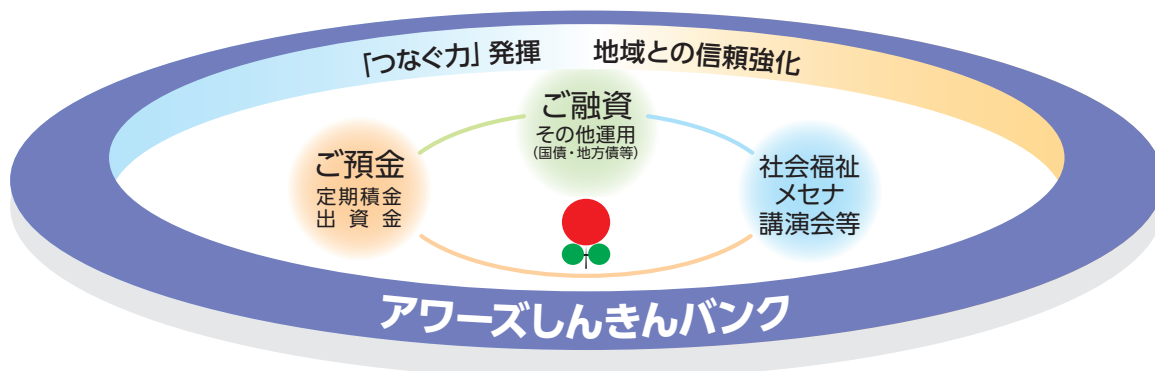 「つなぐ力」発揮 地域との信頼強化
ご融資
その他運用
(国債・地方債等)
ご預金
定期積金
出資金
社会福祉
メセナ
講演会等
アワーズしんきんバンク